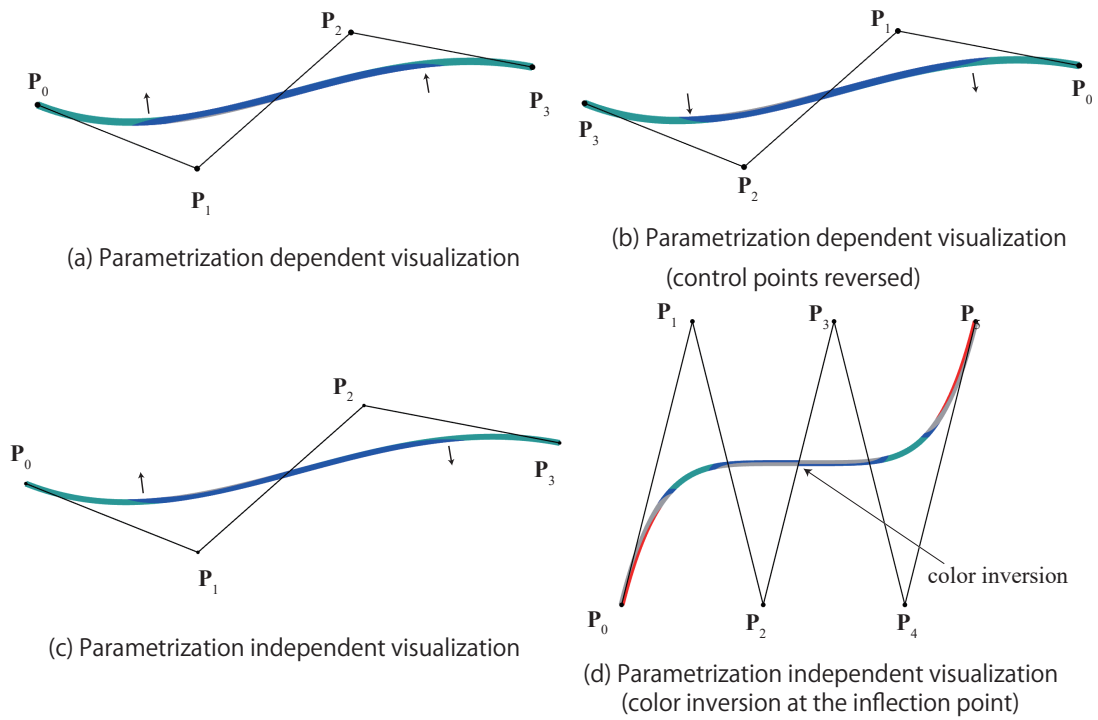 P0
P1
P2
P3
(a) Parametrization dependent visualization
P1
P0
P3
P2
(b) Parametrization dependent visualization
(control points reversed)
P0
P2
P3
P1
(c) Parametrization independent visualization
P1
P3
P5
color inversion
P0
P2
P4
(d) Parametrization independent visualization
(color inversion at the inflection point)